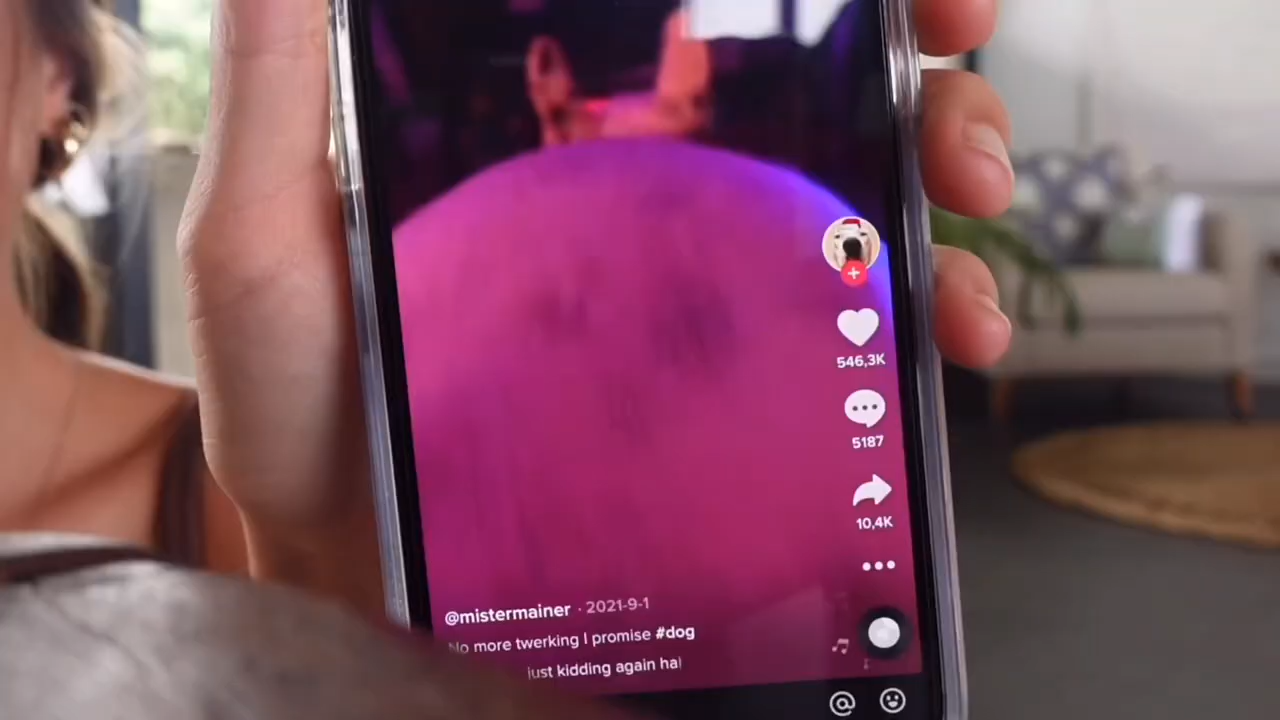 546,3K
5187
10,4K
@mistermainer · 2021-9-1
No more twerking I promise #dog
just kidding again ha